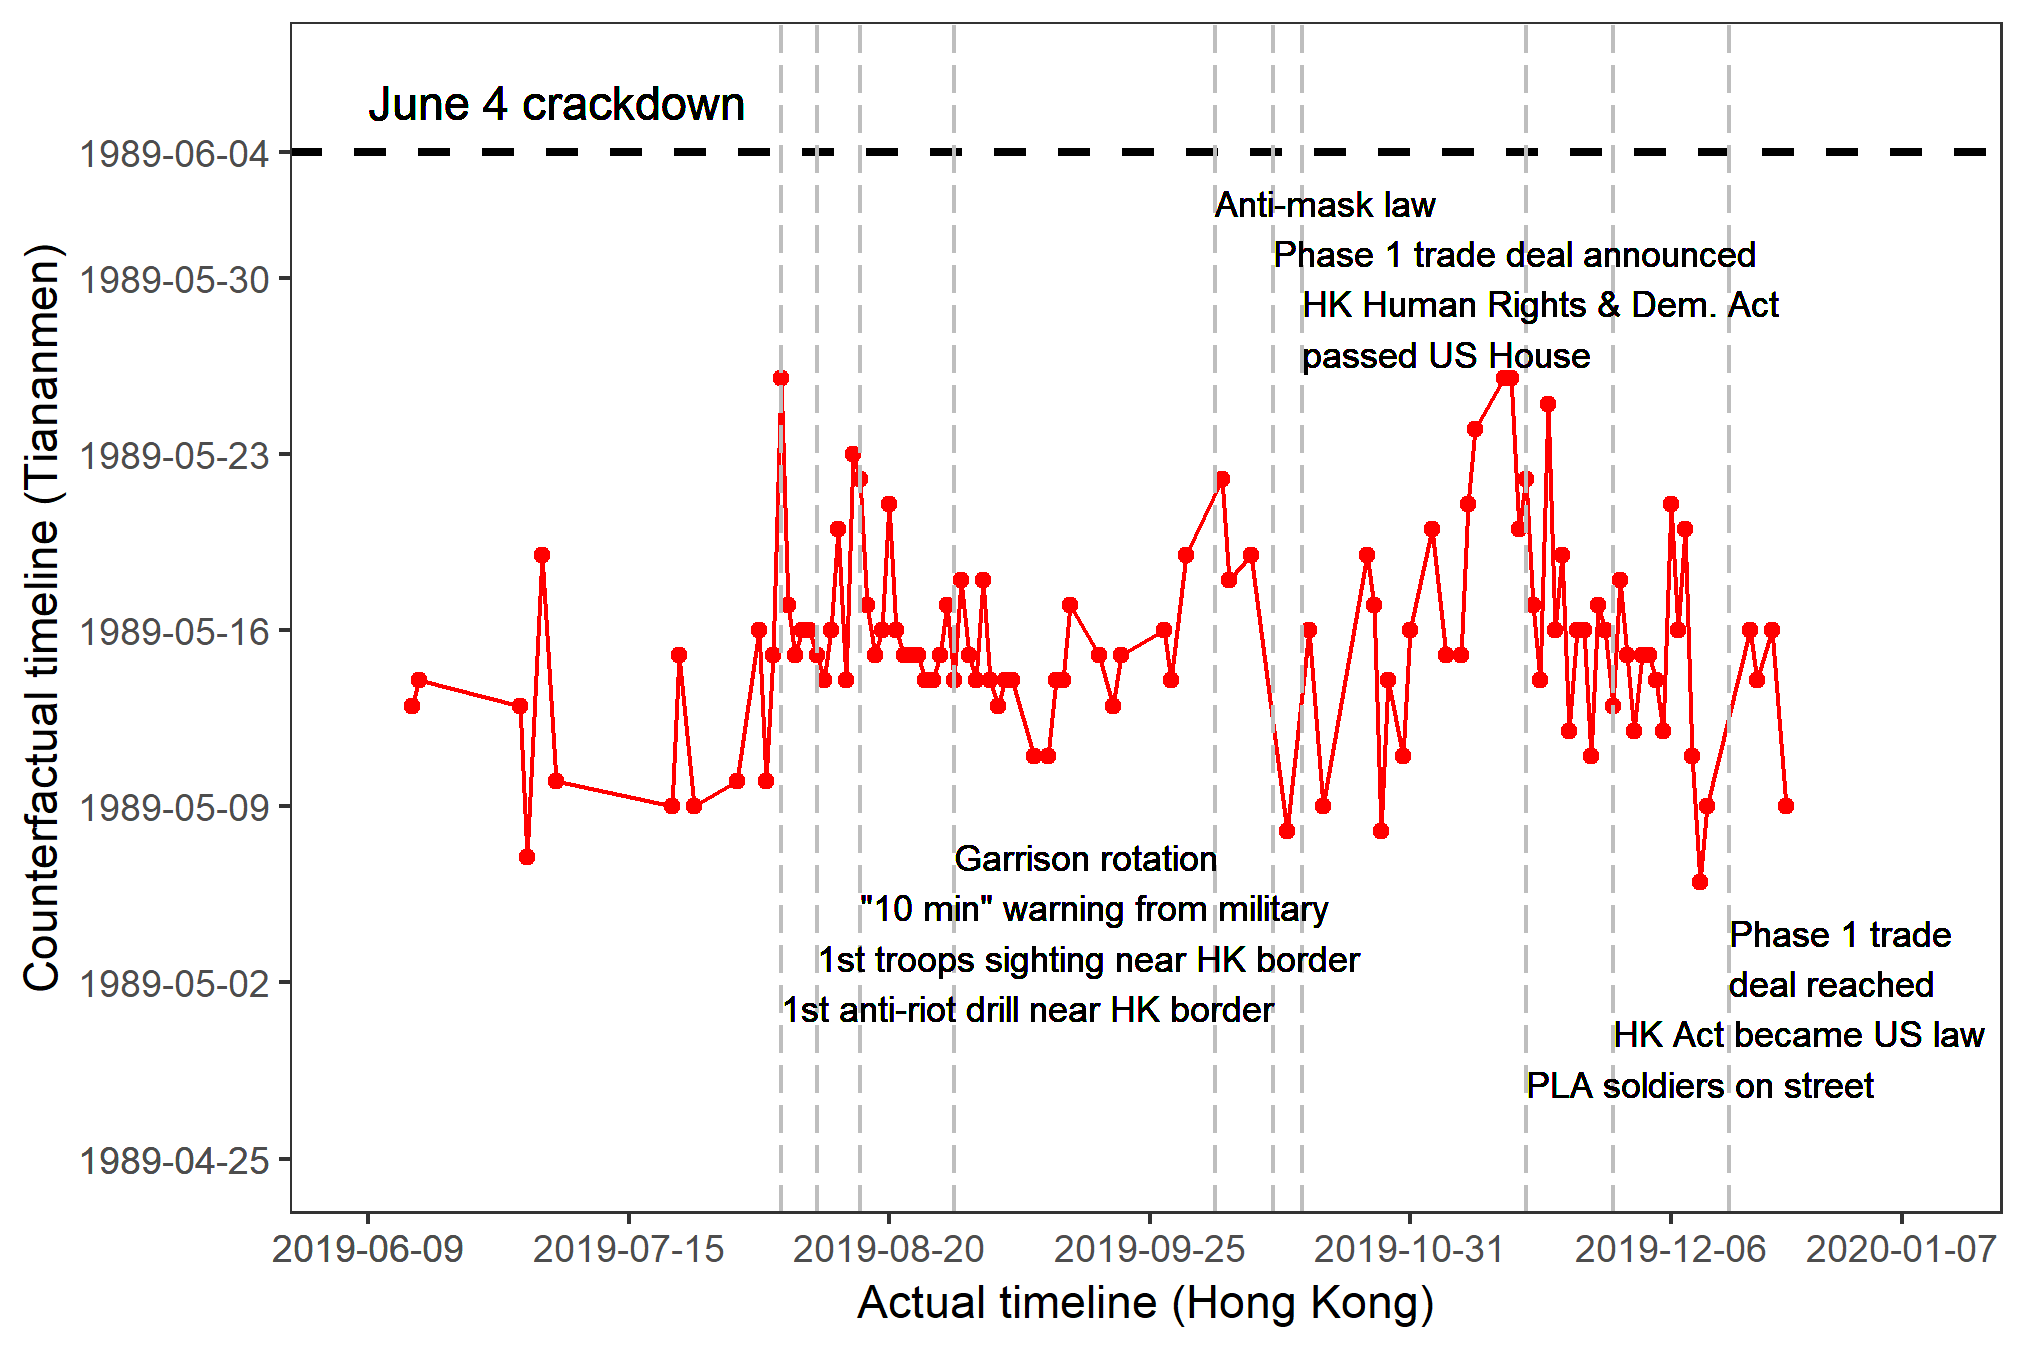 June 4 crackdown
1989-06-04
Anti-mask law
Phase 1 trade deal announced
1989-05-30
HK Human Rights & Dem. Act
passed US House
1989-05-23
1989-05-16
1989-05-09
Garrison rotation
"10 min" warning from military
Phase 1 trade
1st troops sighting near HK border
1989-05-02
deal reached
1st anti-riot drill near HK border
HK Act became US law
PLA soldiers on street
1989-04-25
Counterfactual timeline (Tiananmen)
2019-06-09
2019-07-15
2019-08-20
2019-09-25
2019-10-31
2019-12-06
2020-01-07
Actual timeline (Hong Kong)